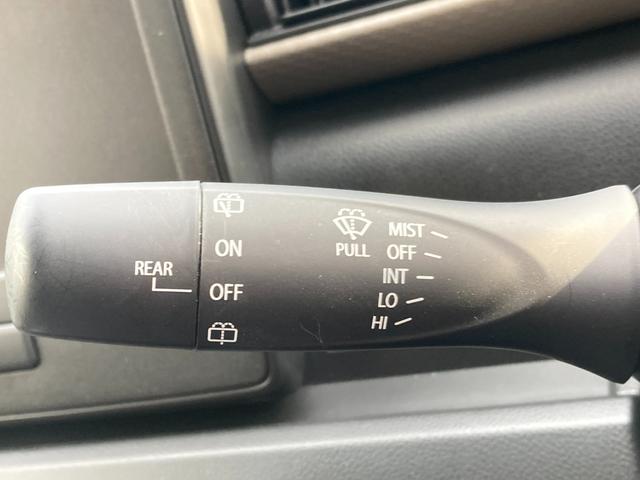 REAR
ON
OFF
PULL
MIST
OFF
INT
LO
HI